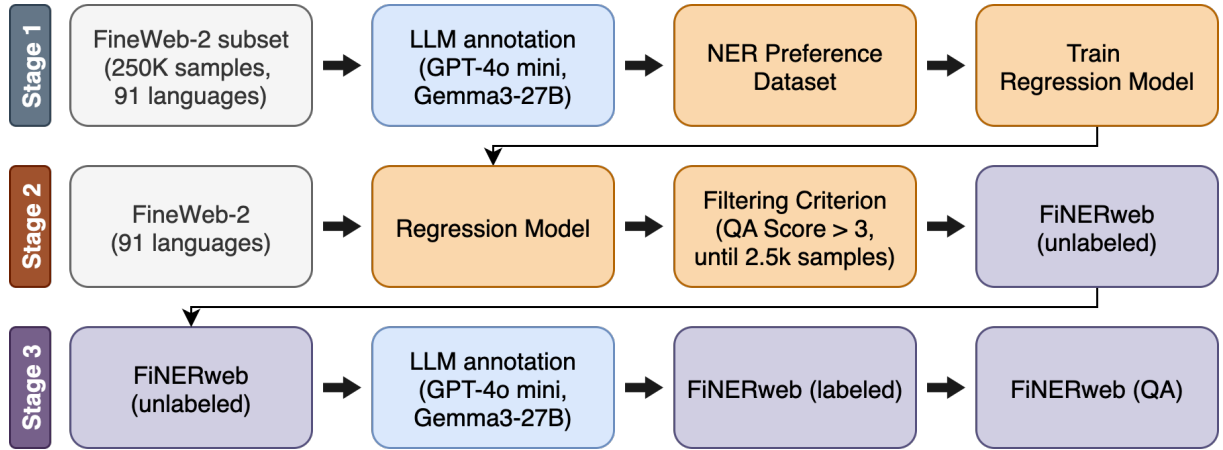 Stage 1
FineWeb-2 subset
(250K samples,
91 languages)
LLM annotation
(GPT-4o mini,
Gemma3-27B)
NER Preference
Dataset
Train
Regression Model
Stage 2
FineWeb-2
(91 languages)
Regression Model
Filtering Criterion
(QA Score > 3,
until 2.5k samples)
FiNERweb
(unlabeled)
Stage 3
FiNERweb
(unlabeled)
LLM annotation
(GPT-4o mini,
Gemma3-27B)
FiNERweb (labeled)
FiNERweb (QA)